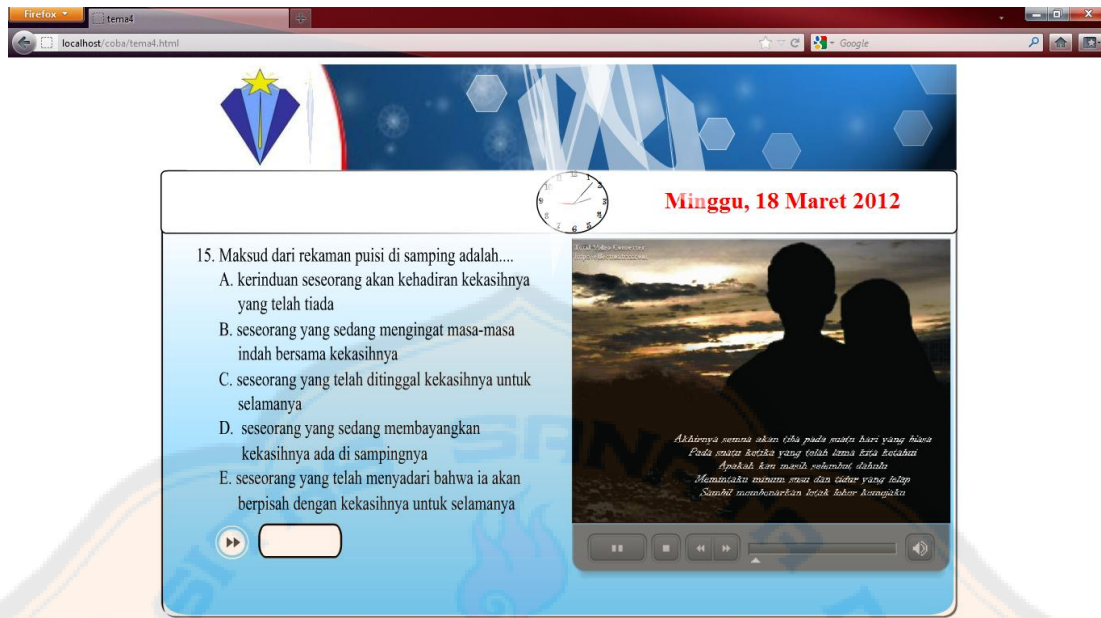 Firefox
tema4
localhost/coba/tema4.html
Google
Minggu, 18 Maret 2012
15. Maksud dari rekaman puisi di samping adalah....
A. kerinduan seseorang akan kehadiran kekasihnya
yang telah tiada
B. seseorang yang sedang mengingat masa-masa
indah bersama kekasihnya
C. seseorang yang telah ditinggal kekasihnya untuk
selamanya
D. seseorang yang sedang membayangkan
kekasihnya ada di sampingnya
E. seseorang yang telah menyadari bahwa ia akan
berpisah dengan kekasihnya untuk selamanya
Total Video Converter
Akhirnya semua akan tiba pada suatu hari yang biasa
Pada suatu ketika yang telah lama kita ketahui
Apakah kau masih selembut dahulu
Memintaku minum susu dan tidur yang lelap
Sambil membenarkan letak leher kemejaku